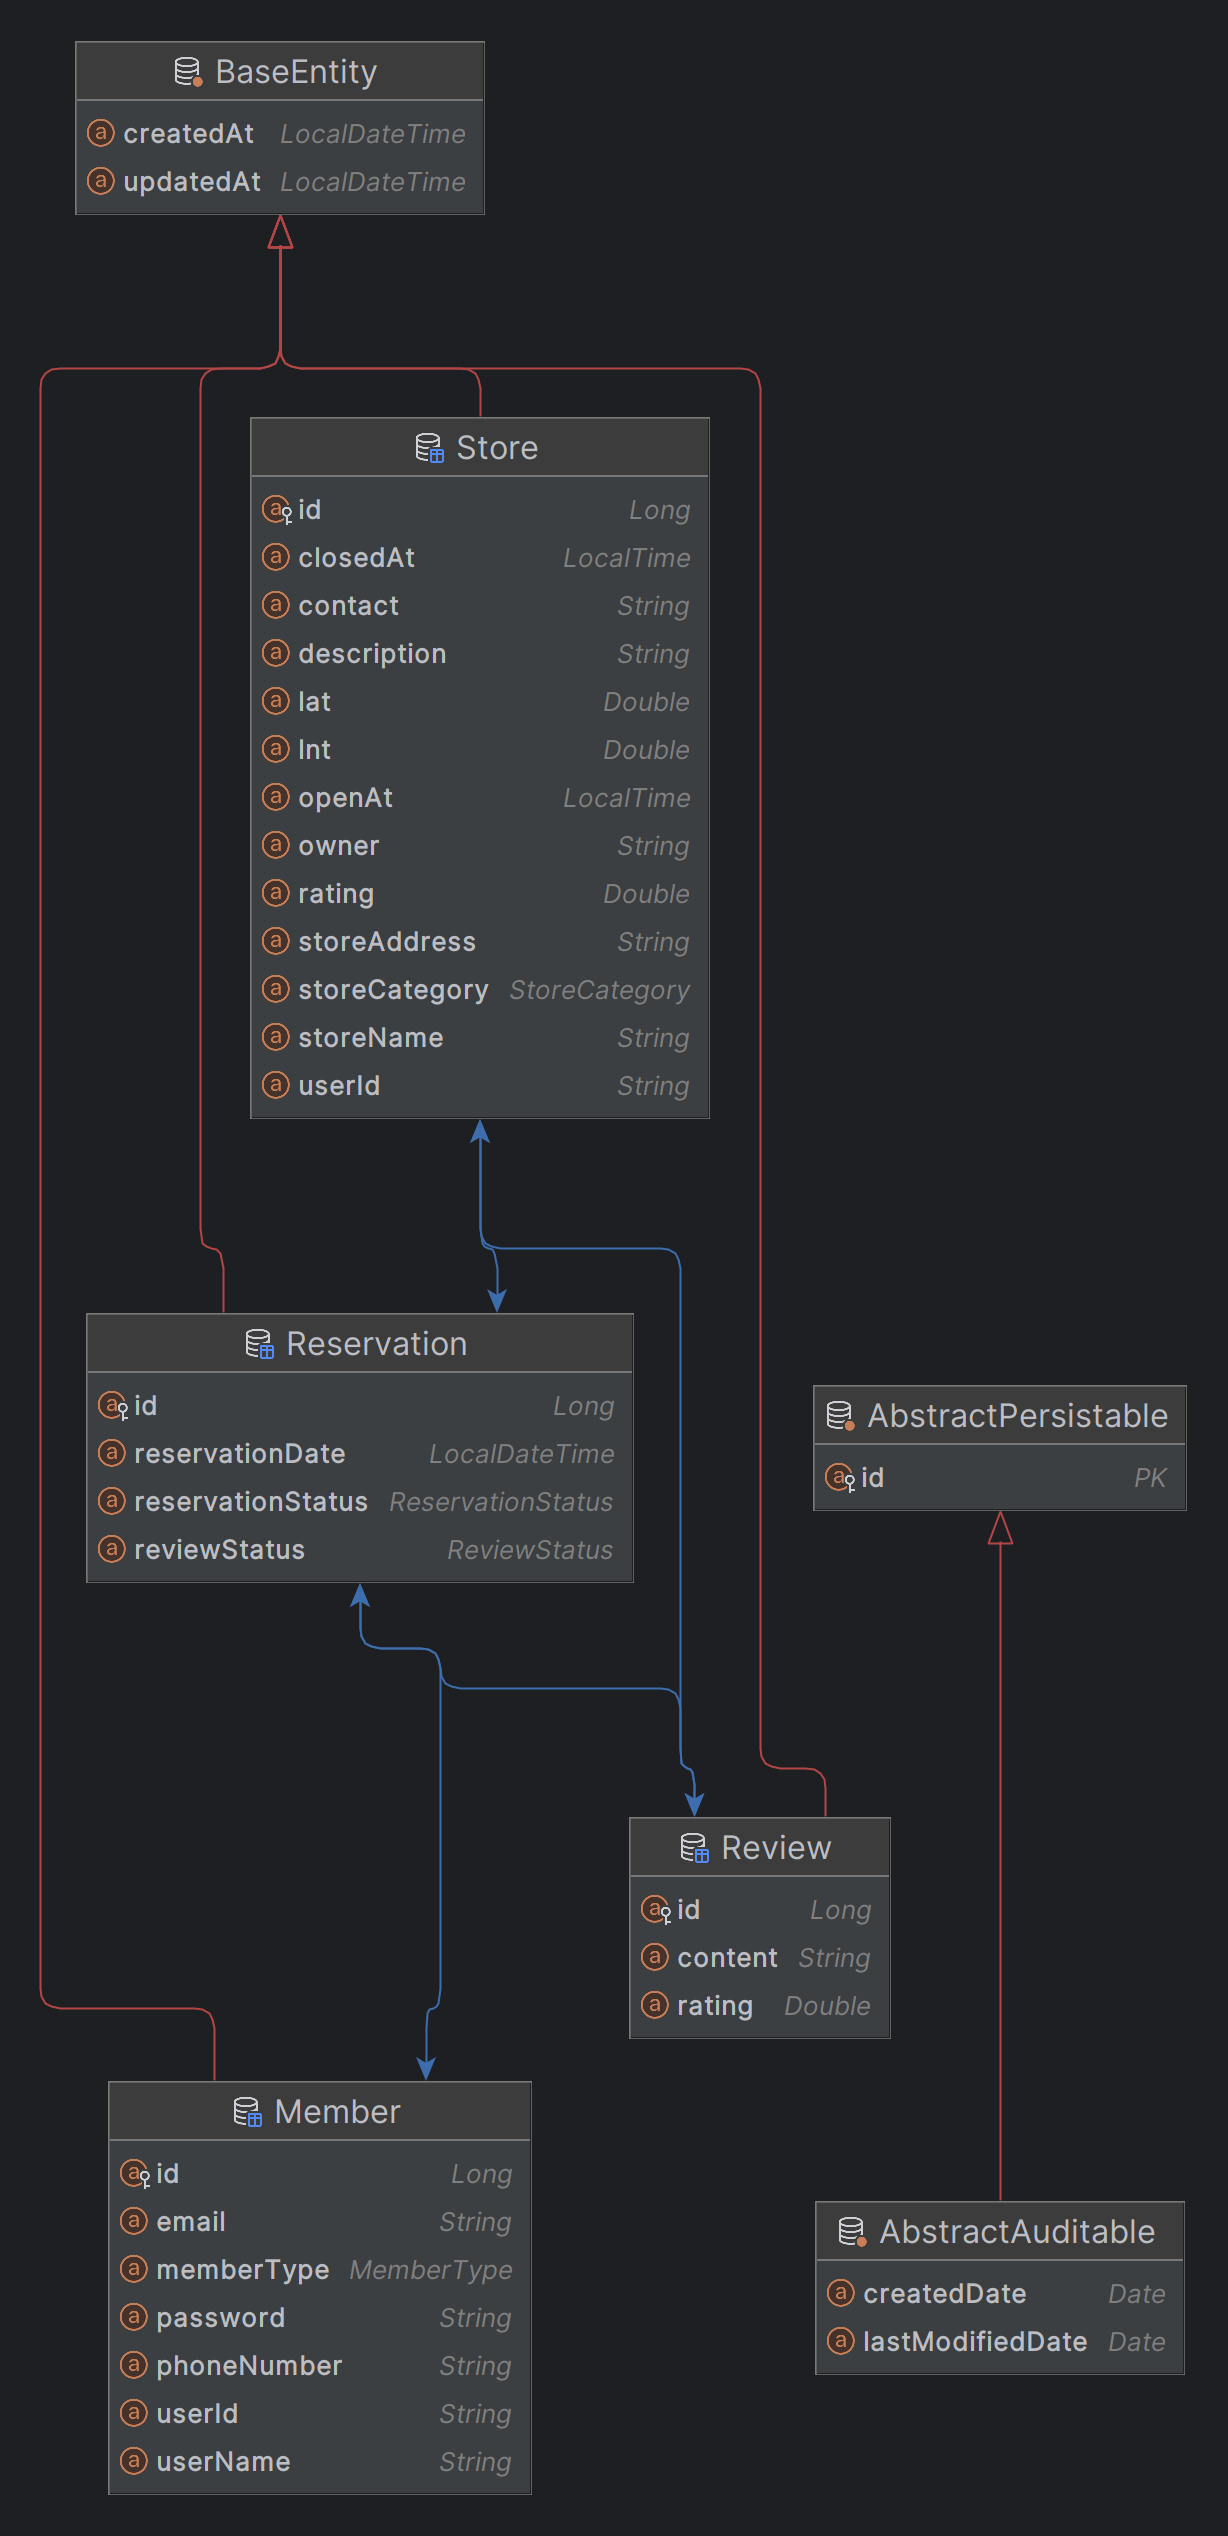 BaseEntity
createdAt LocalDateTime
updatedAt LocalDateTime
Store
id Long
closedAt LocalTime
contact String
description String
lat Double
lnt Double
openAt LocalTime
owner String
rating Double
storeAddress String
storeCategory StoreCategory
storeName String
userId String
Reservation
id Long
reservationDate LocalDateTime
reservationStatus ReservationStatus
reviewStatus ReviewStatus
AbstractPersistable
id PK
Review
id Long
content String
rating Double
Member
id Long
email String
memberType MemberType
password String
phoneNumber String
userId String
userName String
AbstractAuditable
createdDate Date
lastModifiedDate Date